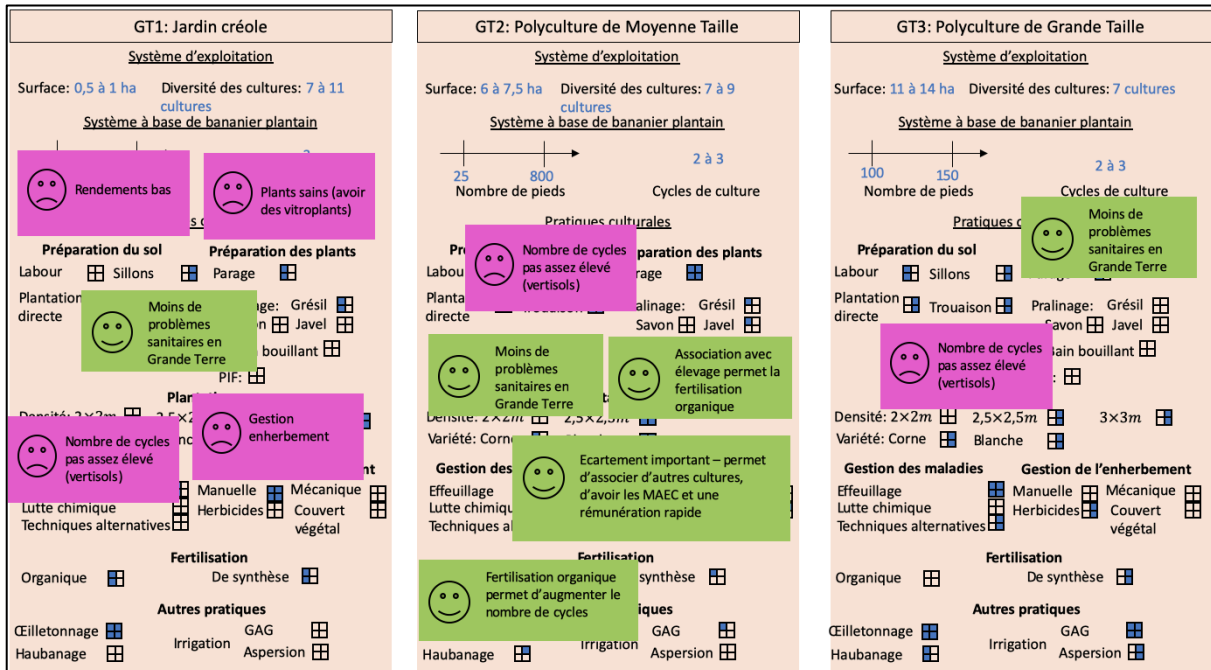 GT1: Jardin créole
Système d'exploitation
Surface: 0,5 à 1 ha Diversité des cultures: 7 à 11
cultures
Système à base de bananier plantain
Rendements bas
Plants sains (avoir
des vitroplants)
Préparation du sol Préparation des plants
Labour Sillons Parage
Plantation
directe
Grésil
Javel
Moins de
problèmes
sanitaires en
Grande Terre
bouillant
PIF:
Densité: 2×2m
Gestion
enherbement
Nombre de cycles
pas assez élevé
(vertisols)
Manuelle Mécanique
Lutte chimique Herbicides Couvert
Techniques alternatives végétal
Fertilisation
Organique De synthèse
Autres pratiques
Œilletonnage GAG
Irrigation
Haubanage Aspersion
GT2: Polyculture de Moyenne Taille
Système d'exploitation
Surface: 6 à 7,5 ha Diversité des cultures: 7 à 9
cultures
Système à base de bananier plantain
25 800 2 à 3
Nombre de pieds Cycles de culture
Pratiques culturales
Nombre de cycles
pas assez élevé
(vertisols)
directe
Grésil
Savon Javel
Moins de
problèmes
sanitaires en
Grande Terre
Association avec
élevage permet la
fertilisation
organique
Densité: 2×2m 2,5×2,5m
Variété: Corne
Gestion des
Effeuillage
Lutte chimique
Techniques
Ecartement important – permet
d'associer d'autres cultures,
d'avoir les MAEC et une
rémunération rapide
Fertilisation
synthèse
Fertilisation organique
permet d'augmenter le
nombre de cycles
GAG
Irrigation
Haubanage Aspersion
GT3: Polyculture de Grande Taille
Système d'exploitation
Surface: 11 à 14 ha Diversité des cultures: 7 cultures
Système à base de bananier plantain
100 150 2 à 3
Nombre de pieds Cycles de culture
Pratiques
Moins de
problèmes
sanitaires en
Grande Terre
Préparation du sol
Labour Sillons
Plantation Trouaison Pralinage: Grésil
directe Savon Javel
Nombre de cycles
pas assez élevé
(vertisols)
Bain bouillant
Densité: 2×2m 2,5×2,5m 3×3m
Variété: Corne Blanche
Gestion des maladies Gestion de l'enherbement
Effeuillage Manuelle Mécanique
Lutte chimique Herbicides Couvert
Techniques alternatives végétal
Fertilisation
Organique De synthèse
Autres pratiques
Œilletonnage GAG
Irrigation
Haubanage Aspersion